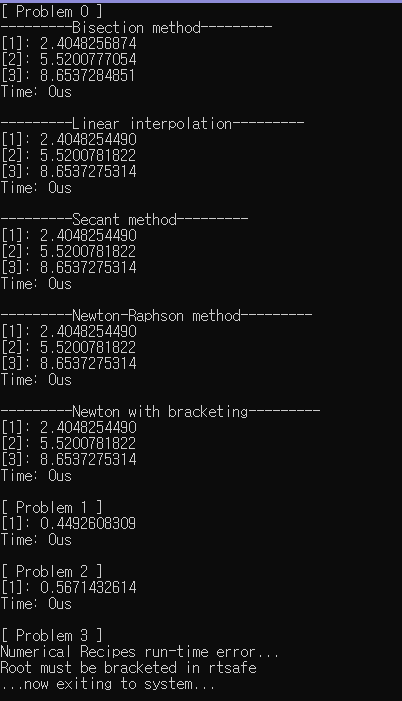 [ Problem 0 ]
---------Bisection method---------
[1]: 2.4048256874
[2]: 5.5200777054
[3]: 8.6537284851
Time: 0us
---------Linear interpolation---------
[1]: 2.4048254490
[2]: 5.5200781822
[3]: 8.6537275314
Time: 0us
---------Secant method---------
[1]: 2.4048254490
[2]: 5.5200781822
[3]: 8.6537275314
Time: 0us
---------Newton-Raphson method---------
[1]: 2.4048254490
[2]: 5.5200781822
[3]: 8.6537275314
Time: 0us
---------Newton with bracketing---------
[1]: 2.4048254490
[2]: 5.5200781822
[3]: 8.6537275314
Time: 0us
[ Problem 1 ]
[1]: 0.4492608309
Time: 0us
[ Problem 2 ]
[1]: 0.5671432614
Time: 0us
[ Problem 3 ]
Numerical Recipes run-time error...
Root must be bracketed in rtsafe
...now exiting to system...